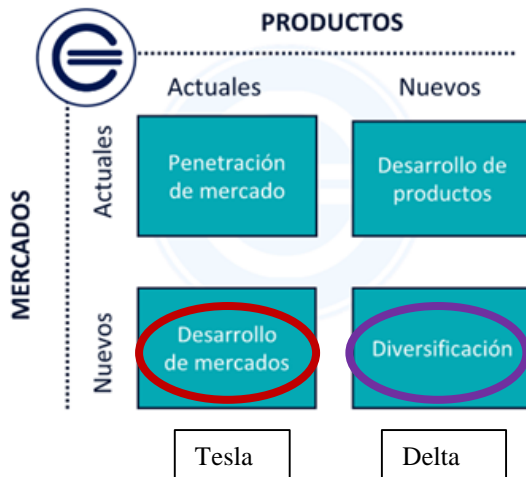 PRODUCTOS
Actuales
Nuevos
MERCADOS
Actuales
Penetración
de mercado
Desarrollo de
productos
Nuevos
Desarrollo
de mercados
Diversificación
Tesla
Delta